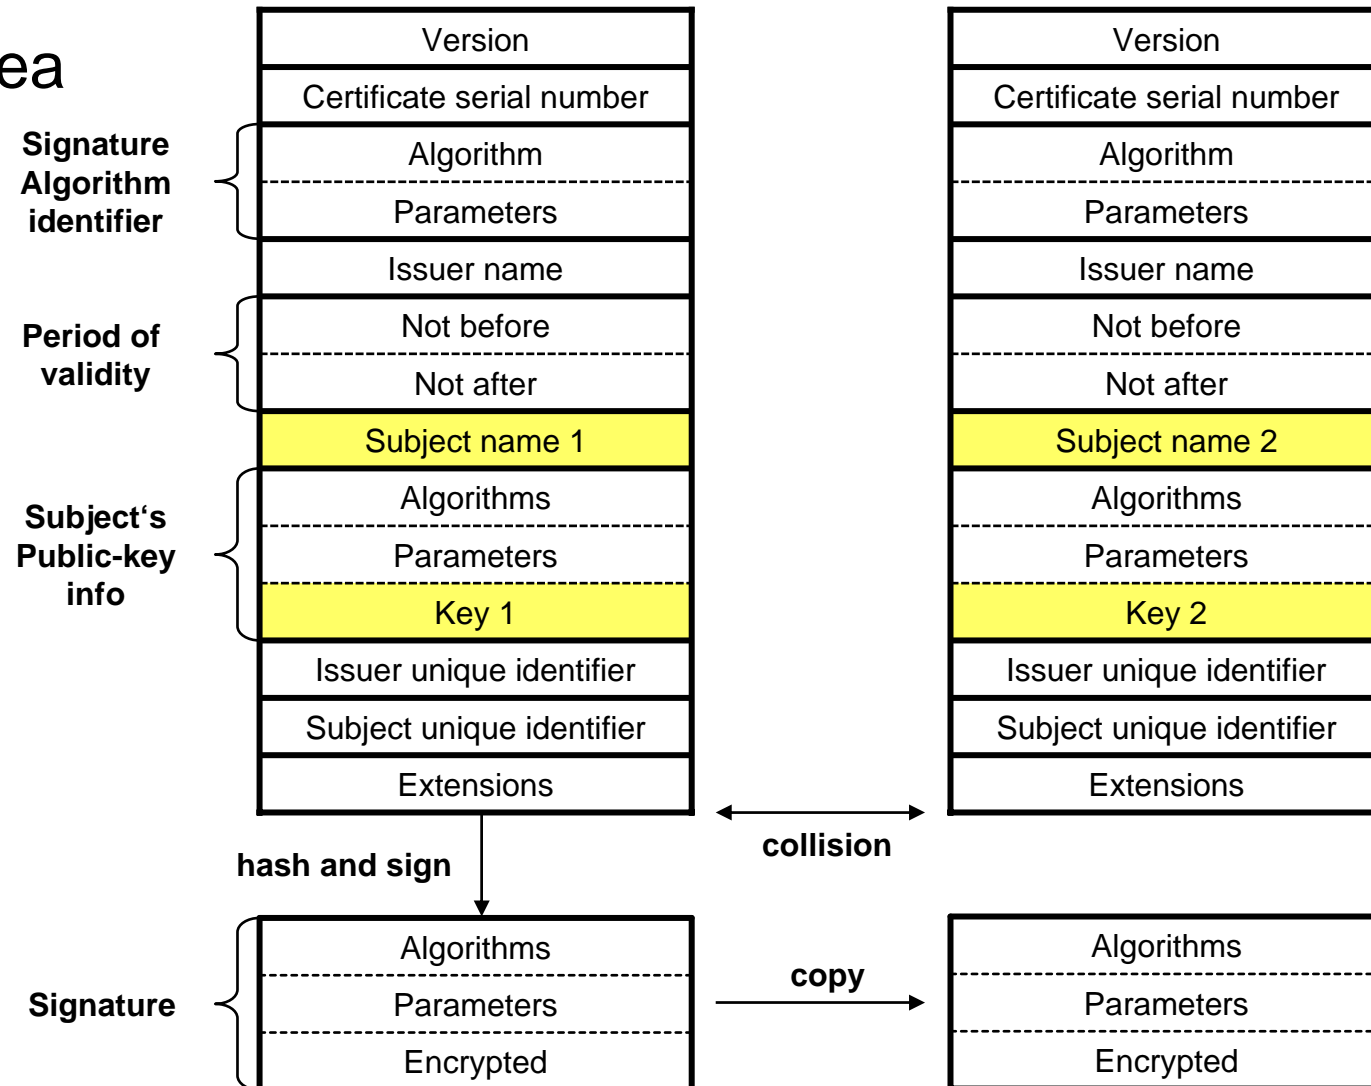 ea
Signature
Algorithm
identifier
Period of
validity
Subject‘s
Public-key
info
Signature
Version
Certificate serial number
Algorithm
Parameters
Issuer name
Not before
Not after
Subject name 1
Algorithms
Parameters
Key 1
Issuer unique identifier
Subject unique identifier
Extensions
hash and sign
Algorithms
Parameters
Encrypted
collision
copy
Version
Certificate serial number
Algorithm
Parameters
Issuer name
Not before
Not after
Subject name 2
Algorithms
Parameters
Key 2
Issuer unique identifier
Subject unique identifier
Extensions
Algorithms
Parameters
Encrypted